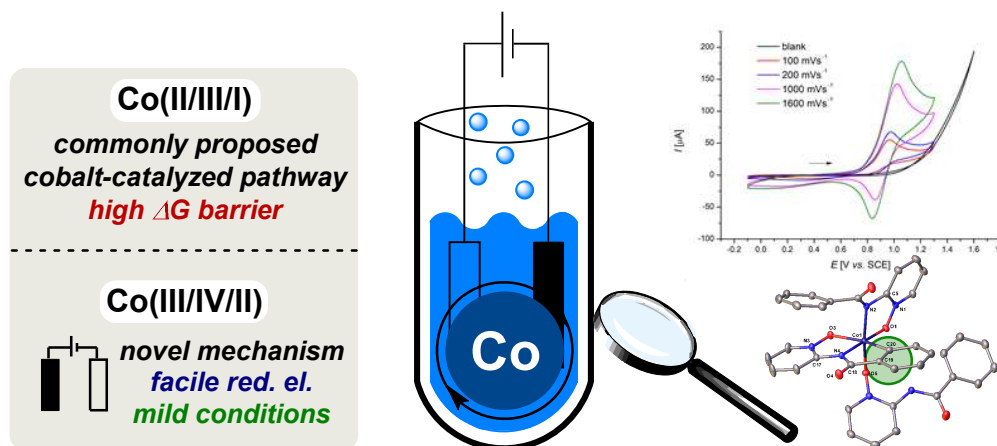 Co(II/III/I)
commonly proposed
cobalt-catalyzed pathway
high ΔG barrier
Co(III/IV/II)
novel mechanism
facile red. el.
mild conditions
Co
blank
100 mVs⁻¹
200 mVs⁻¹
1000 mVs⁻¹
1600 mVs⁻¹
I [µA]
200
150
100
50
0
-50
-100
-0.2 0.0 0.2 0.4 0.6 0.8 1.0 1.2 1.4 1.6 1.8
E [V vs. SCE]
C5
N2
N1
O3
Co1
O1
N3
N4
C20
C19
C17
O4
C18
O5